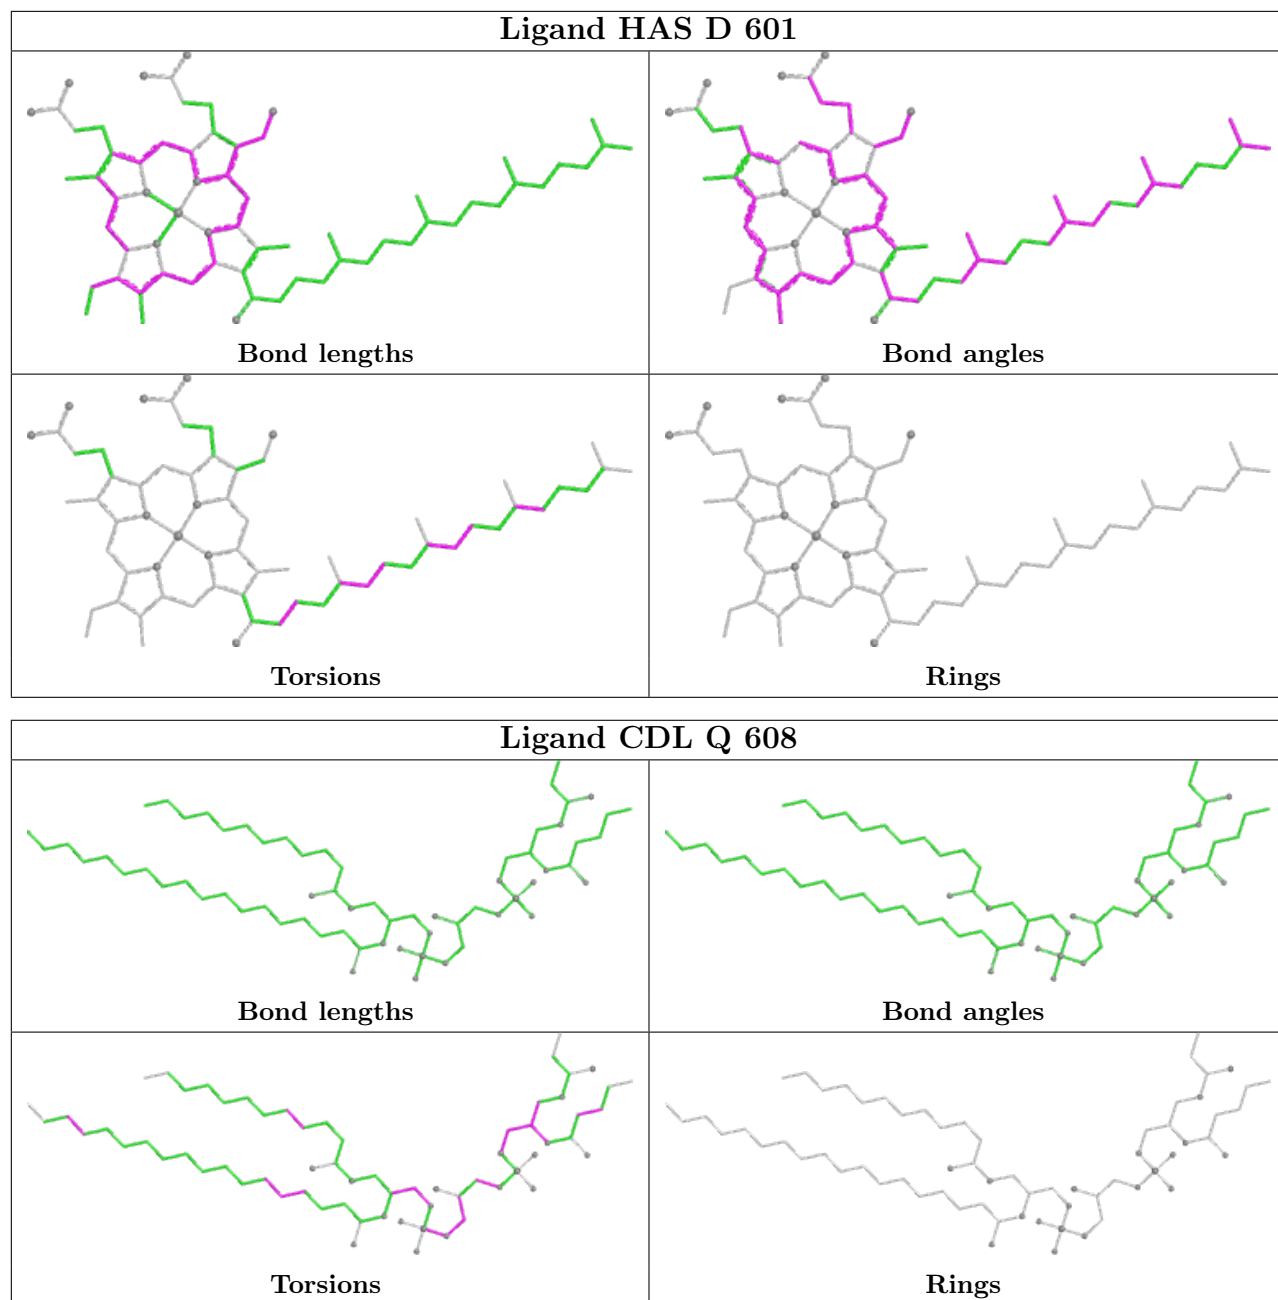 Ligand HAS D 601
Bond lengths
Bond angles
Torsions
Rings
Ligand CDL Q 608
Bond lengths
Bond angles
Torsions
Rings